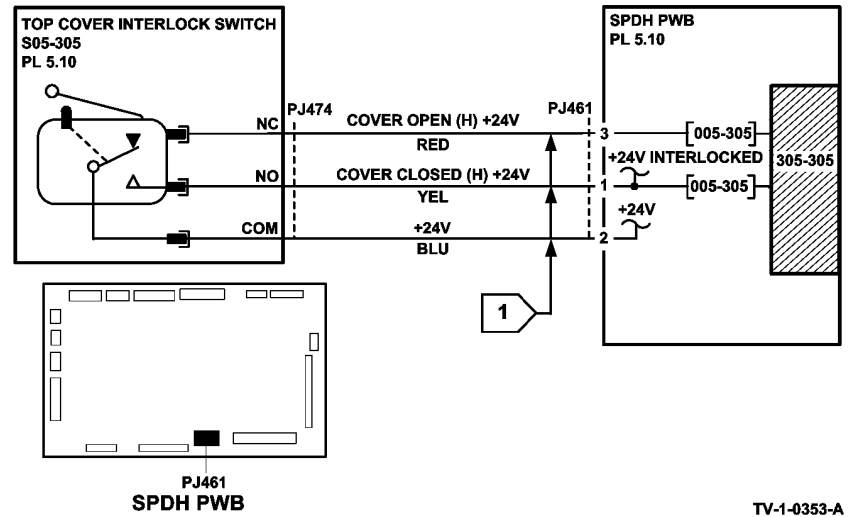 TOP COVER INTERLOCK SWITCH
S05-305
PL 5.10
SPDH PWB
PL 5.10
PJ474
PJ461
NC
COVER OPEN (H) +24V
RED
3
[005-305]
+24V INTERLOCKED
305-305
NO
COVER CLOSED (H) +24V
YEL
1
[005-305]
+24V
COM
+24V
BLU
2
1
PJ461
SPDH PWB
TV-1-0353-A